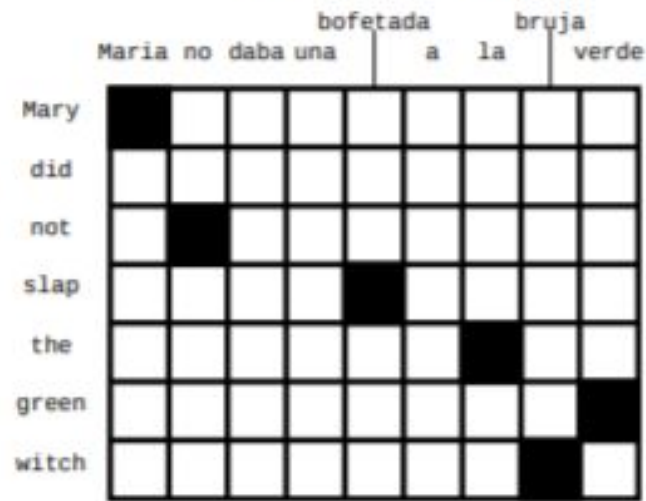 bofetada bruja
Maria no daba una a la verde
Mary
did
not
slap
the
green
witch